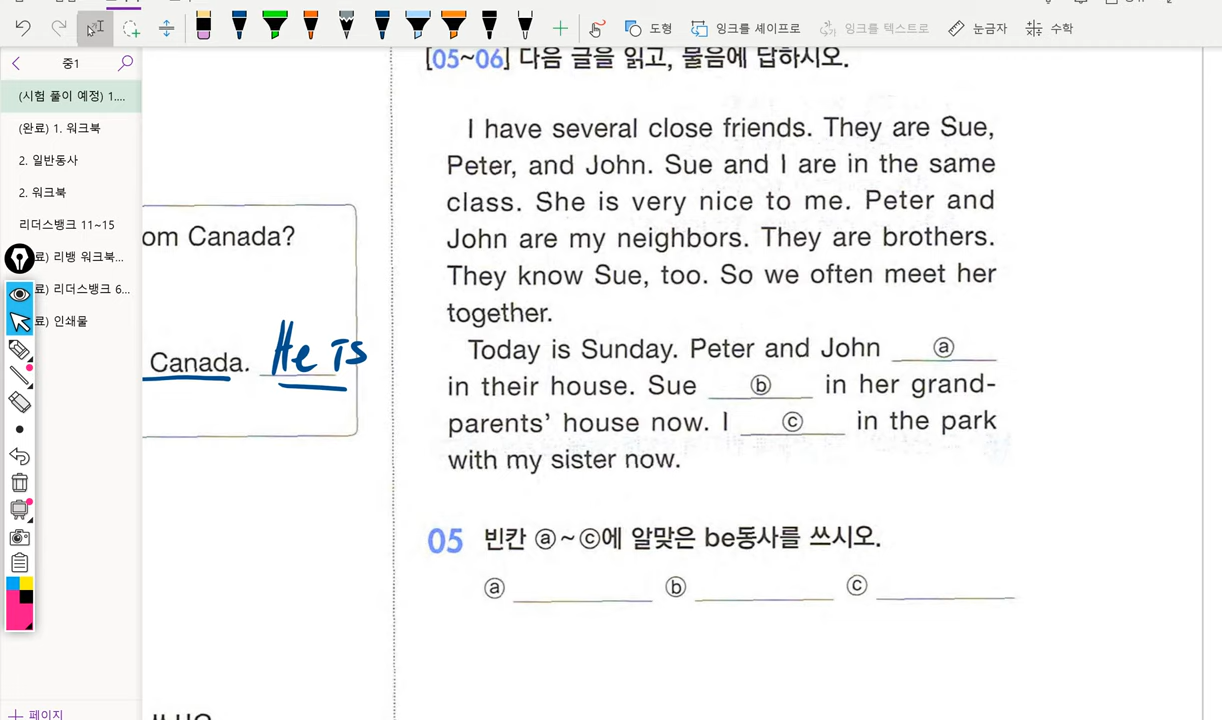 도형
잉크를 셰이프로
잉크를 텍스트로
눈금자
수학
중1
(시험 풀이 예정) 1....
(완료) 1. 워크북
2. 일반동사
2. 워크북
리더스뱅크 11~15
료) 리뱅 워크북...
료) 리더스뱅크 6...
료) 인쇄물
페이지
om Canada?
Canada. He is
[05~06] 다음 글을 읽고, 물음에 답하시오.
I have several close friends. They are Sue,
Peter, and John. Sue and I are in the same
class. She is very nice to me. Peter and
John are my neighbors. They are brothers.
They know Sue, too. So we often meet her
together.
Today is Sunday. Peter and John ⓐ
in their house. Sue ⓑ in her grand-
parents' house now. I ⓒ in the park
with my sister now.
05 빈칸 ⓐ~ⓒ에 알맞은 be동사를 쓰시오.
ⓐ ⓑ ⓒ